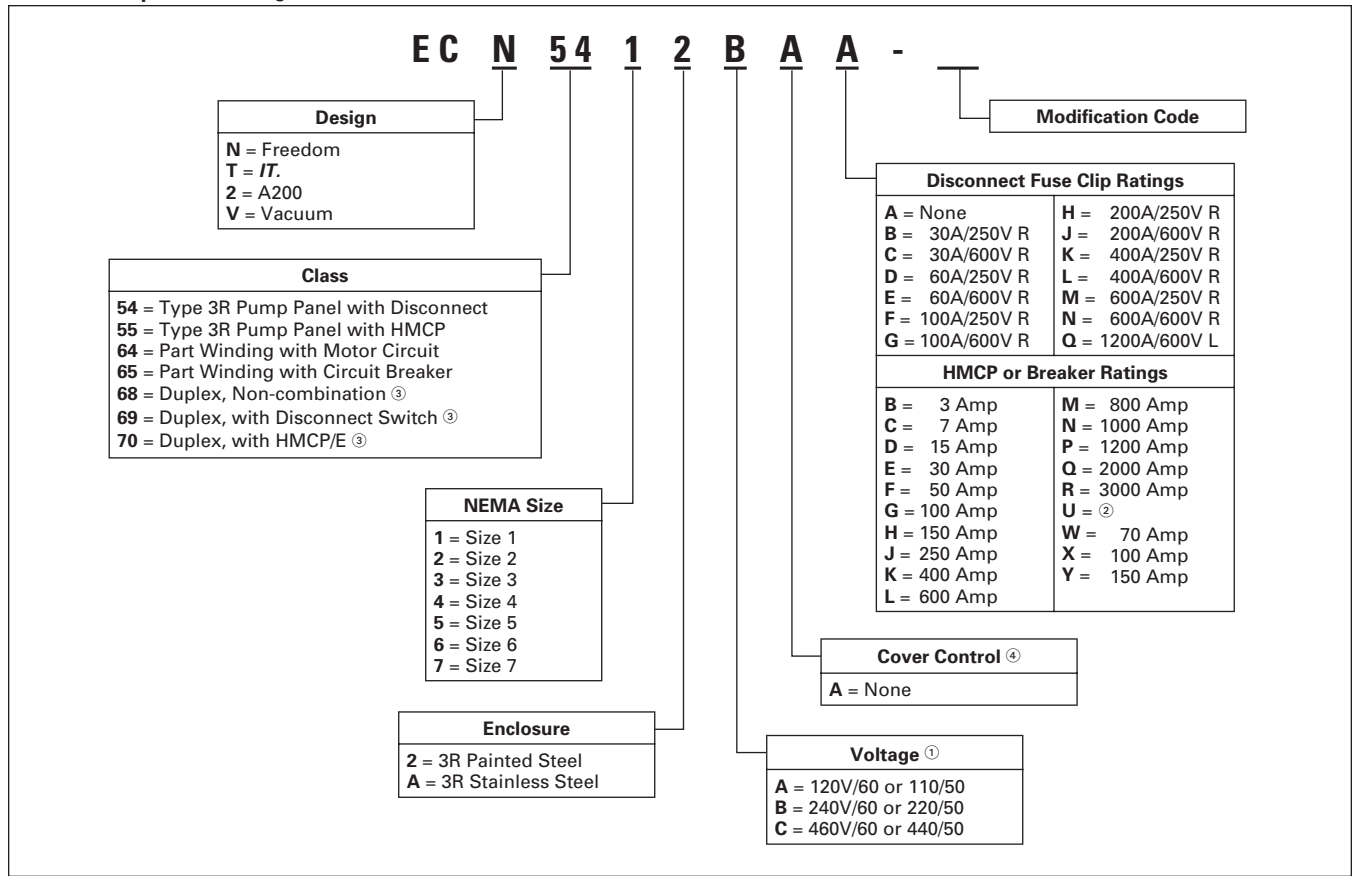 EC N 54 1 2 B A A - __
Modification Code
Design
N = Freedom
T = IT.
2 = A200
V = Vacuum
Class
54 = Type 3R Pump Panel with Disconnect
55 = Type 3R Pump Panel with HMCP
64 = Part Winding with Motor Circuit
65 = Part Winding with Circuit Breaker
68 = Duplex, Non-combination ③
69 = Duplex, with Disconnect Switch ③
70 = Duplex, with HMCP/E ③
NEMA Size
1 = Size 1
2 = Size 2
3 = Size 3
4 = Size 4
5 = Size 5
6 = Size 6
7 = Size 7
Enclosure
2 = 3R Painted Steel
A = 3R Stainless Steel
Voltage ①
A = 120V/60 or 110/50
B = 240V/60 or 220/50
C = 460V/60 or 440/50
Cover Control ④
A = None
Disconnect Fuse Clip Ratings
A = None
B = 30A/250V R
C = 30A/600V R
D = 60A/250V R
E = 60A/600V R
F = 100A/250V R
G = 100A/600V R
H = 200A/250V R
J = 200A/600V R
K = 400A/250V R
L = 400A/600V R
M = 600A/250V R
N = 600A/600V R
Q = 1200A/600V L
HMCP or Breaker Ratings
B = 3 Amp
C = 7 Amp
D = 15 Amp
E = 30 Amp
F = 50 Amp
G = 100 Amp
H = 150 Amp
J = 250 Amp
K = 400 Amp
L = 600 Amp
M = 800 Amp
N = 1000 Amp
P = 1200 Amp
Q = 2000 Amp
R = 3000 Amp
U = ②
W = 70 Amp
X = 100 Amp
Y = 150 Amp